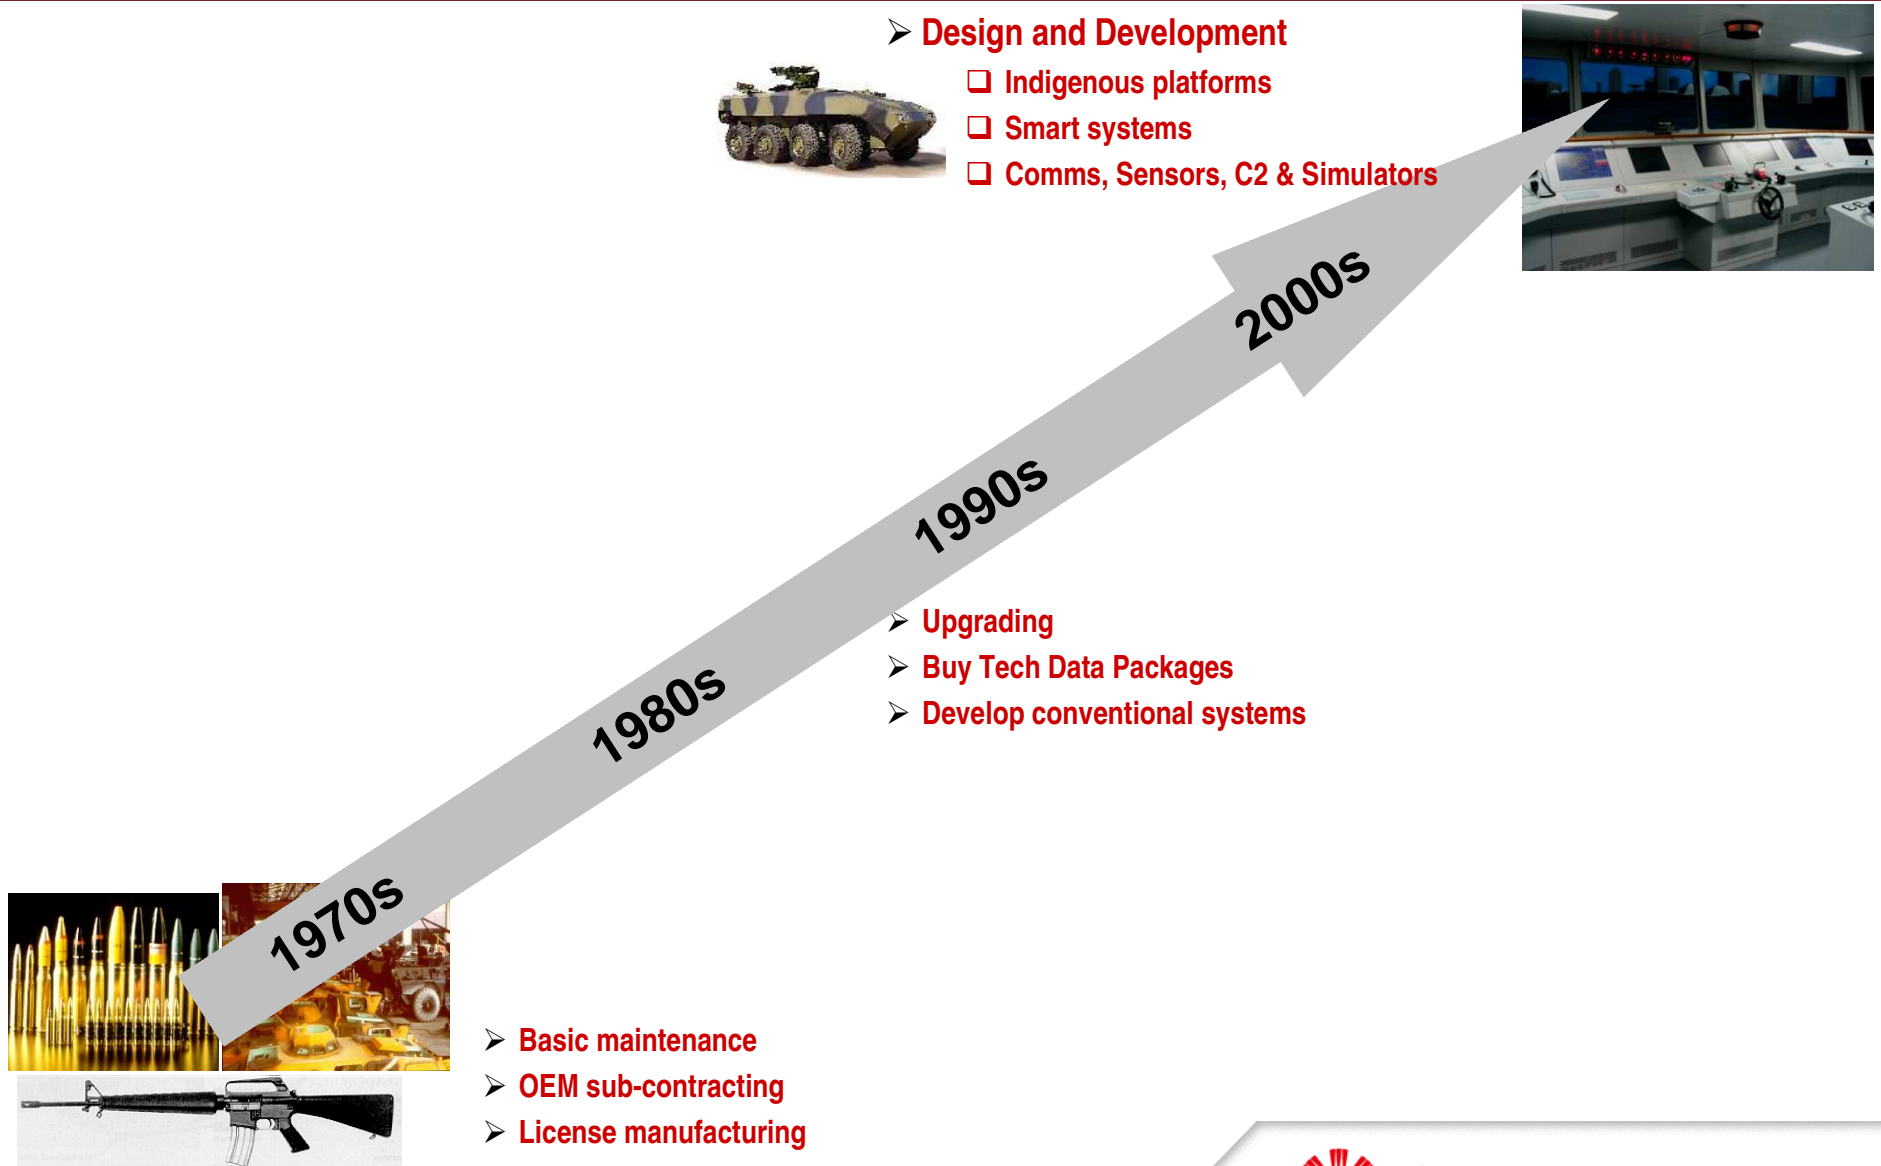 Design and Development
Indigenous platforms
Smart systems
Comms, Sensors, C2 & Simulators
2000s
1990s
Upgrading
Buy Tech Data Packages
Develop conventional systems
1980s
1970s
Basic maintenance
OEM sub-contracting
License manufacturing